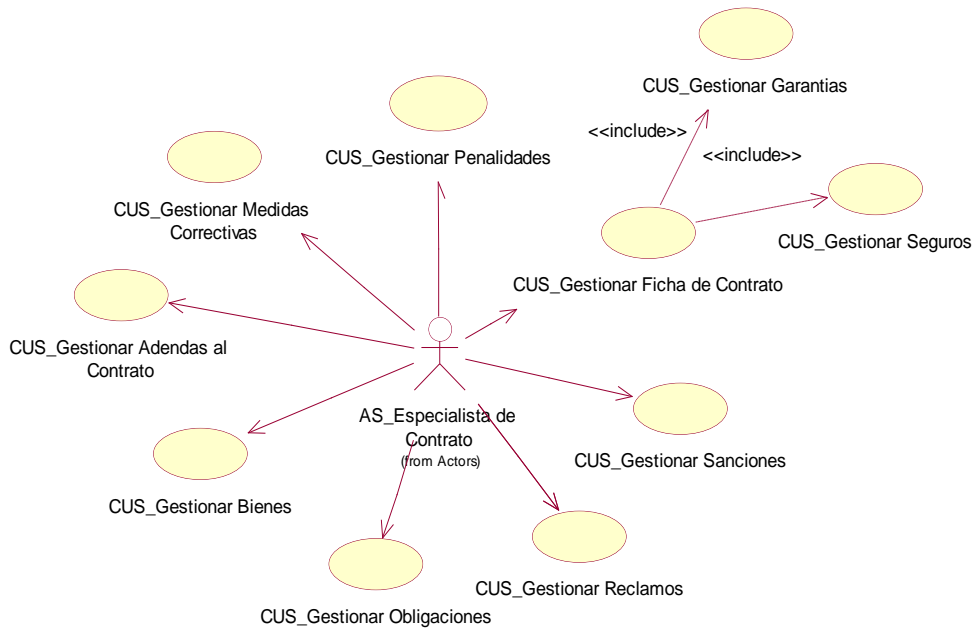 CUS_Gestionar Garantias
<<include>>
<<include>>
CUS_Gestionar Penalidades
CUS_Gestionar Medidas
Correctivas
CUS_Gestionar Seguros
CUS_Gestionar Ficha de Contrato
CUS_Gestionar Adendas al
Contrato
AS_Especialista de
Contrato
(from Actors)
CUS_Gestionar Sanciones
CUS_Gestionar Bienes
CUS_Gestionar Reclamos
CUS_Gestionar Obligaciones